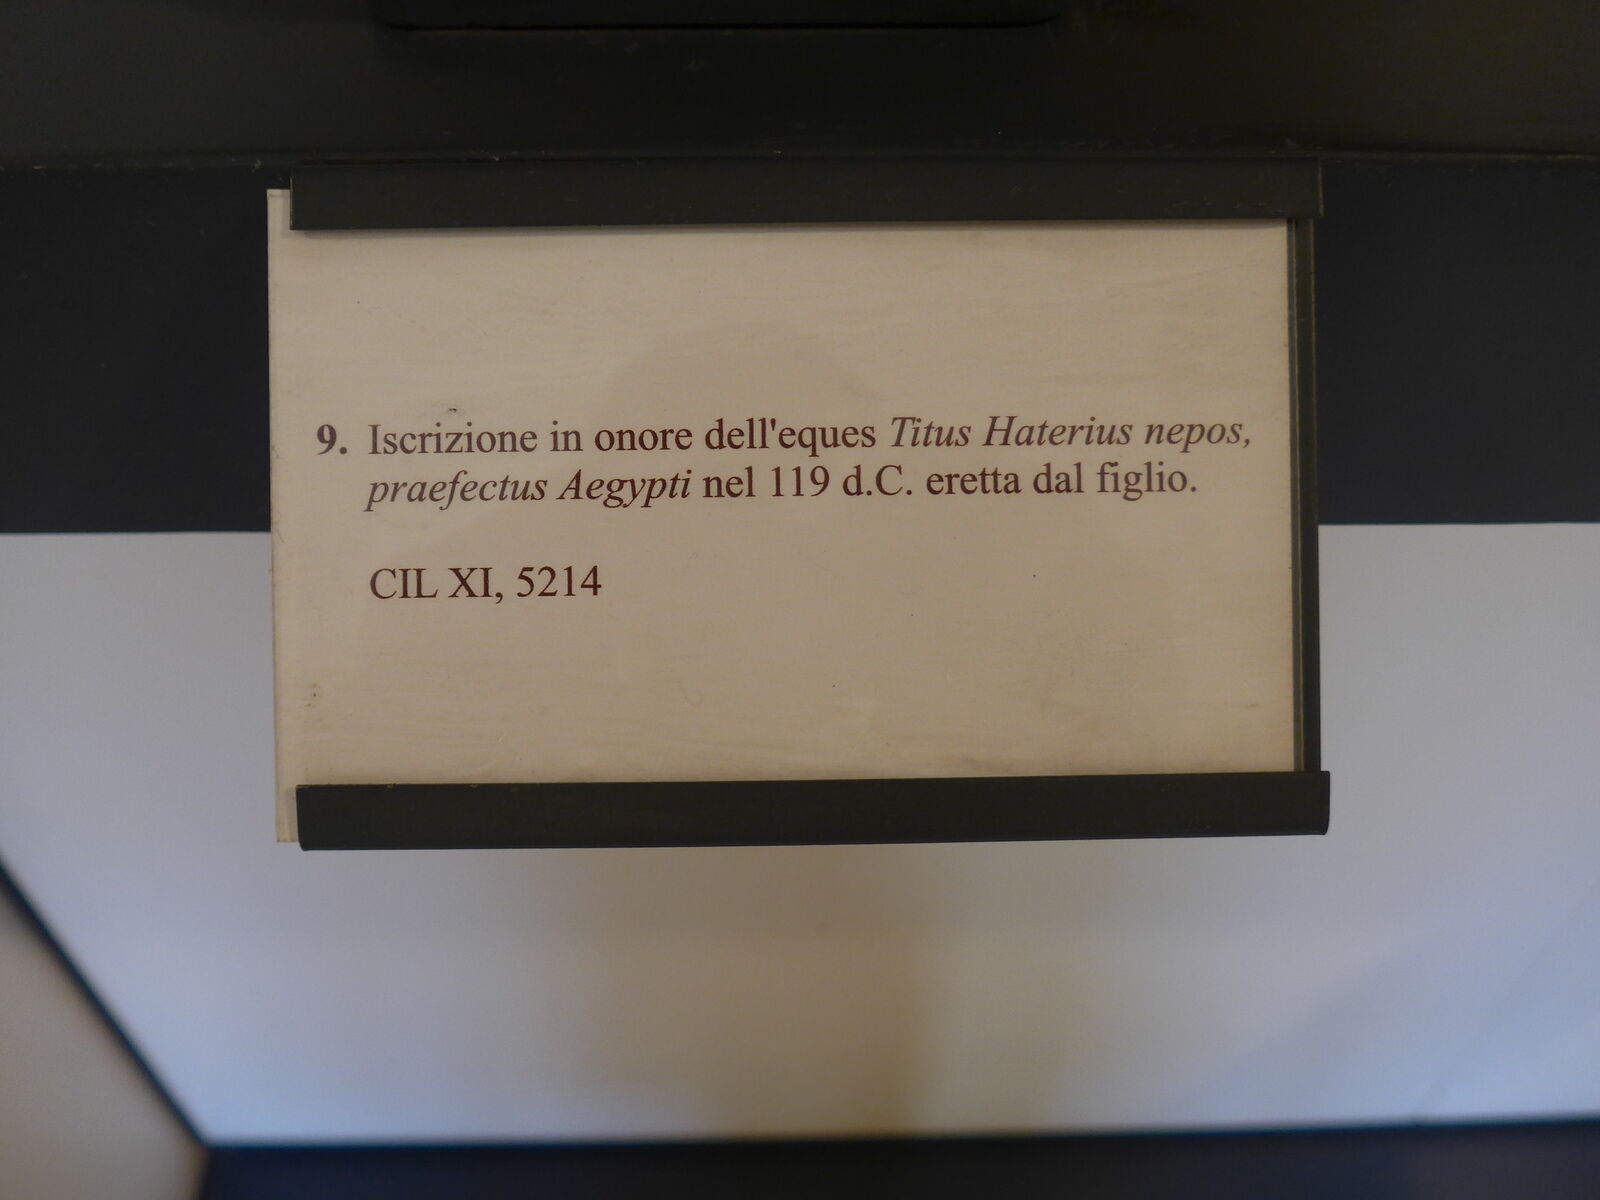 9. Iscrizione in onore dell'eques Titus Haterius nepos,
praefectus Aegypti nel 119 d.C. eretta dal figlio.
CIL XI, 5214